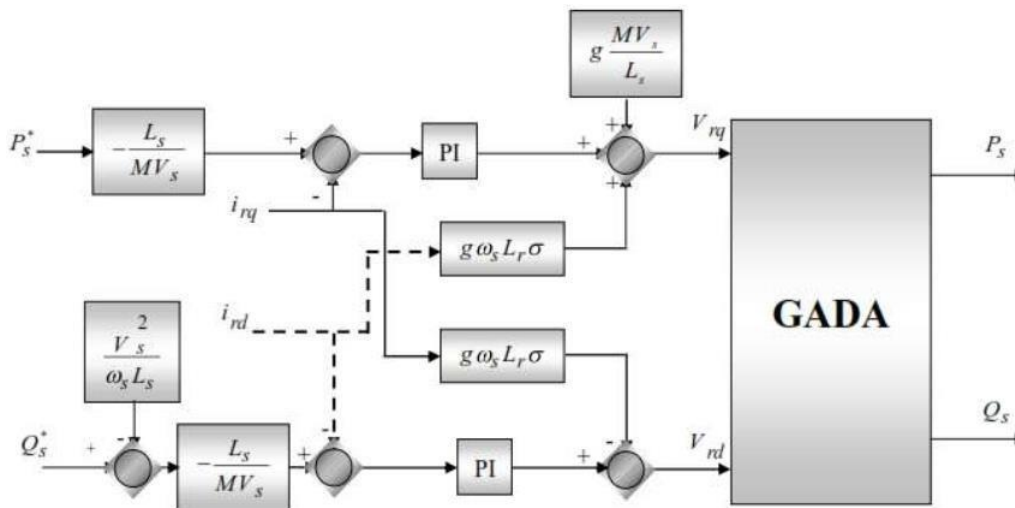 g MV_s / L_s
P_s^*
- L_s / MV_s
+
-
PI
+
+
+
V_rq
P_s
i_rq
g ω_s L_r σ
GADA
i_rd
g ω_s L_r σ
V_s^2 / ω_s L_s
Q_s^*
+
-
- L_s / MV_s
+
-
PI
+
-
V_rd
Q_s